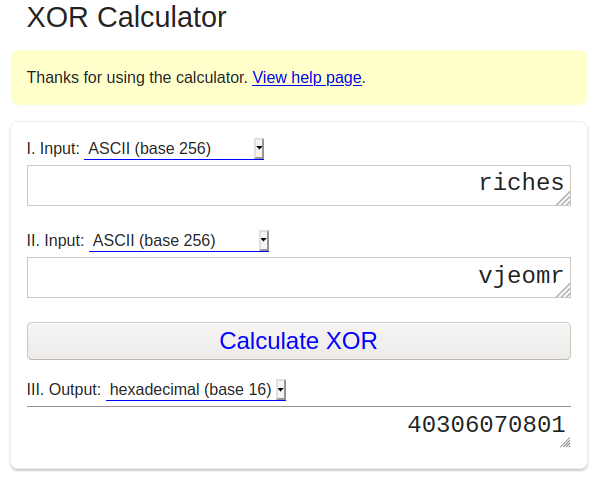 XOR Calculator
Thanks for using the calculator. View help page.
I. Input: ASCII (base 256)
riches
II. Input: ASCII (base 256)
vjeomr
Calculate XOR
III. Output: hexadecimal (base 16)
40306070801